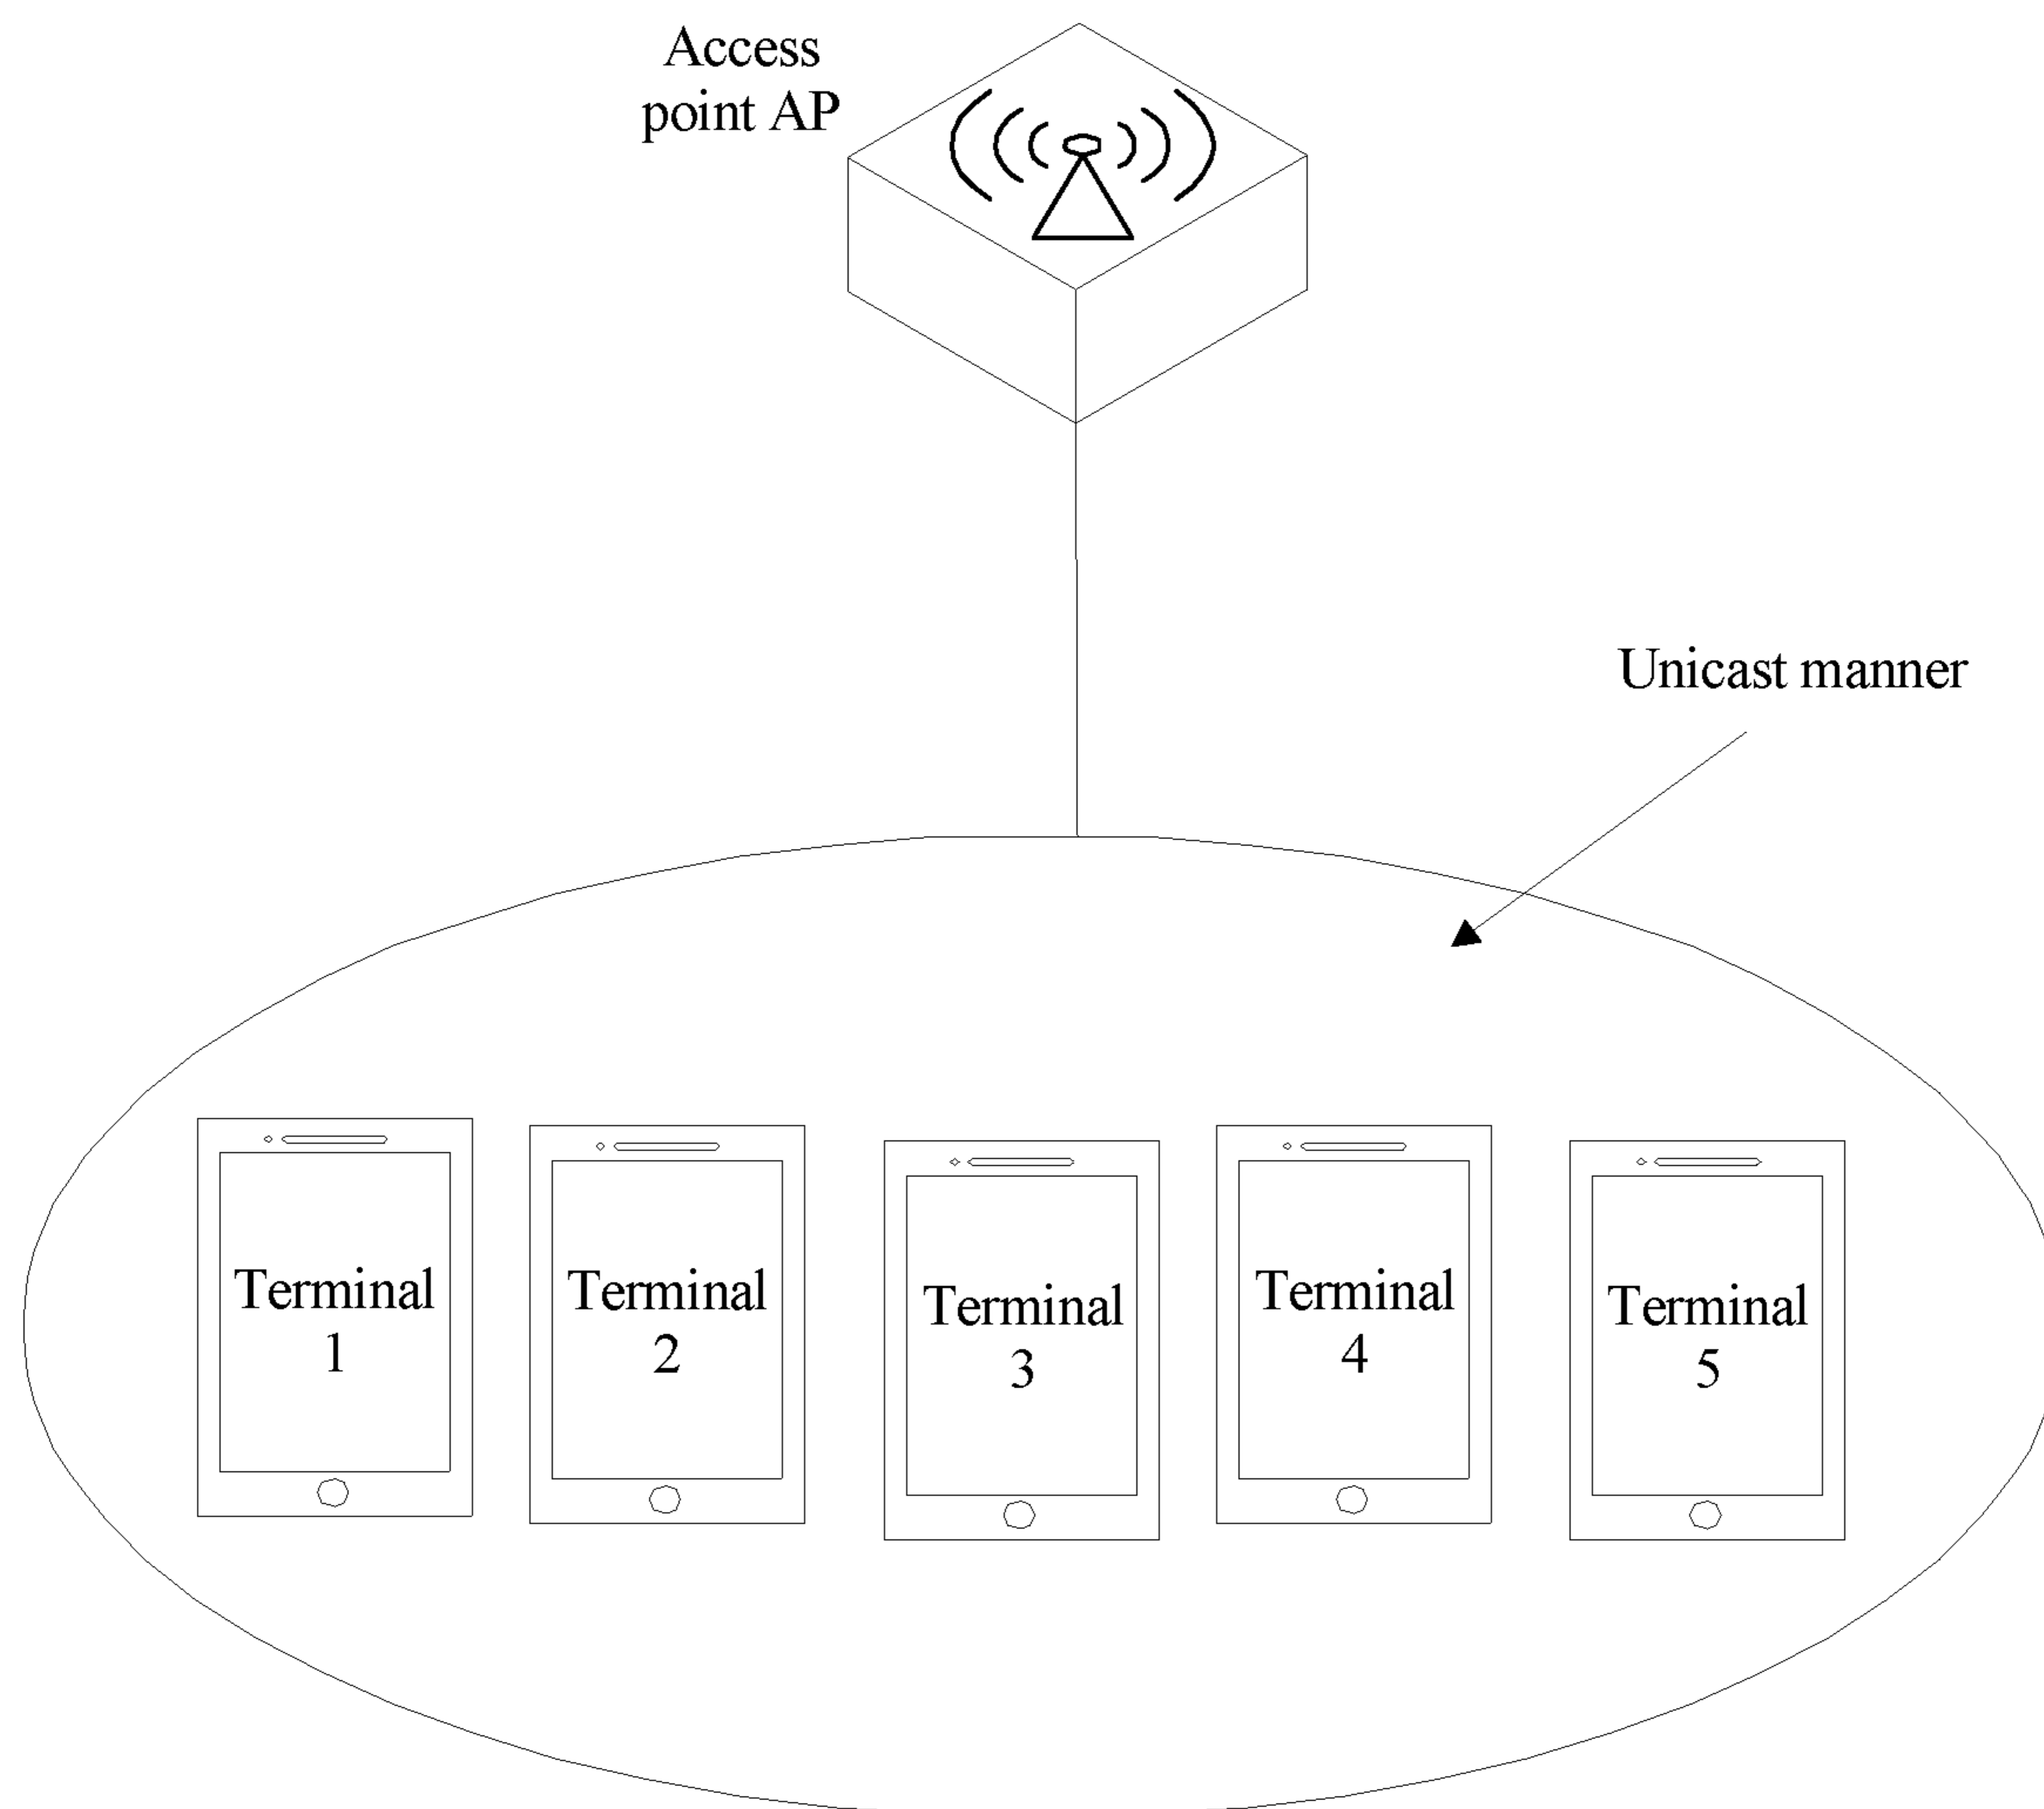 Access
point AP
Unicast manner
Terminal
1
Terminal
2
Terminal
3
Terminal
4
Terminal
5